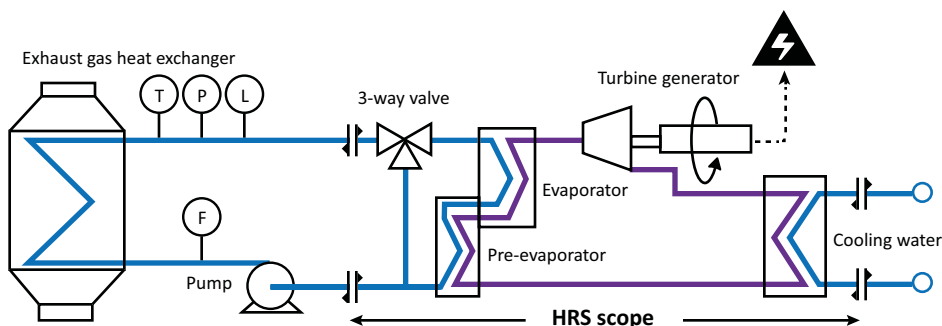 Exhaust gas heat exchanger
T P L
3-way valve
Turbine generator
Evaporator
F
Pre-evaporator
Pump
Cooling water
HRS scope